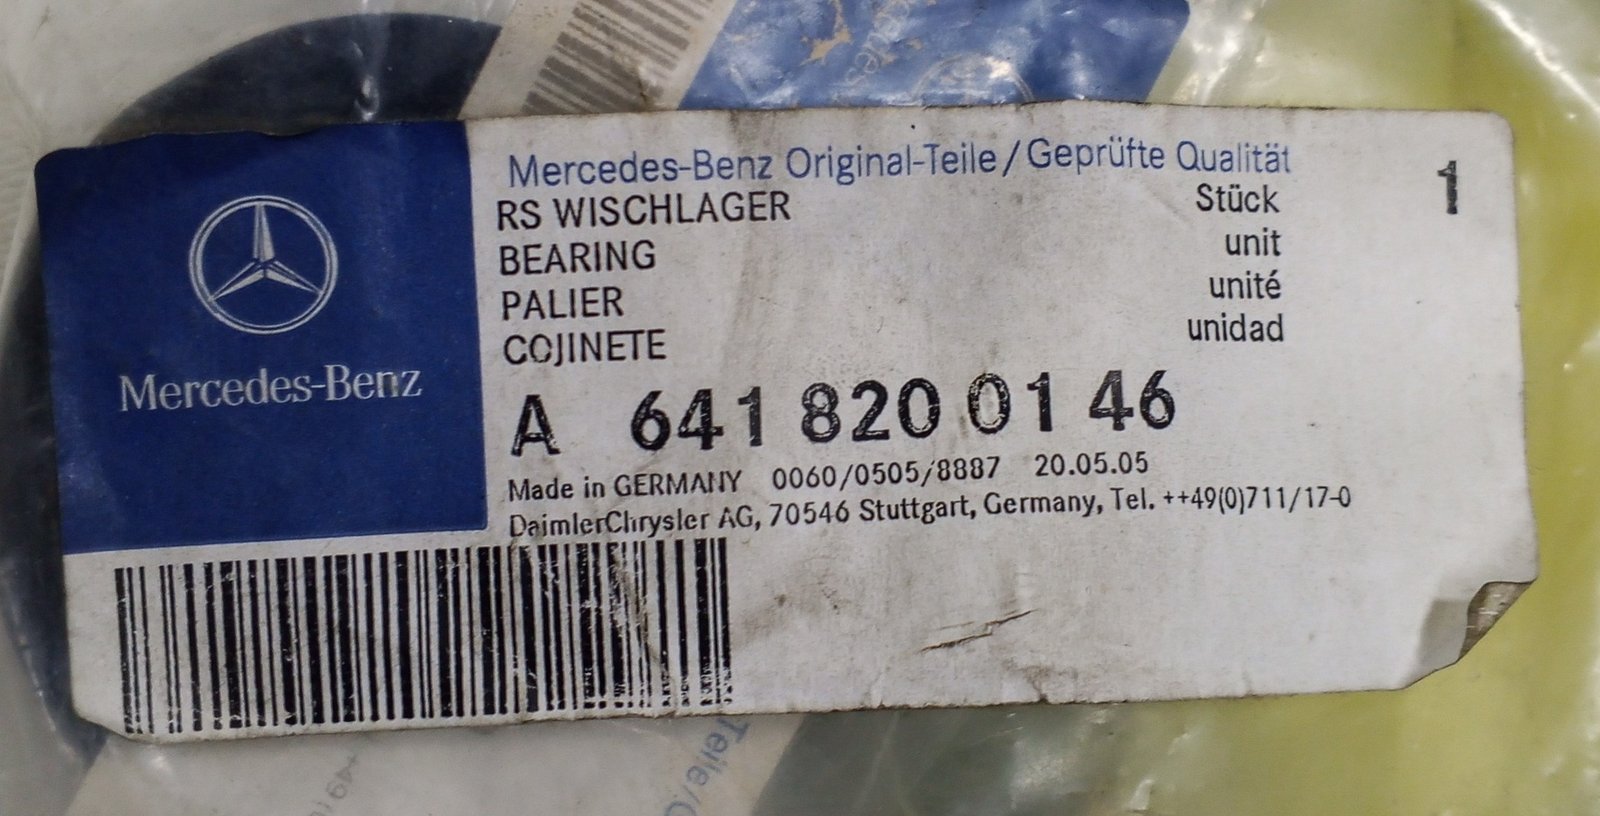 Mercedes-Benz
Mercedes-Benz Original-Teile/Geprüfte Qualität
RS WISCHLAGER Stück 1
BEARING unit
PALIER unité
COJINETE unidad
A 641 820 01 46
Made in GERMANY 0060/0505/8887 20.05.05
DaimlerChrysler AG, 70546 Stuttgart, Germany, Tel. ++49(0)711/17-0
Teile/
+49